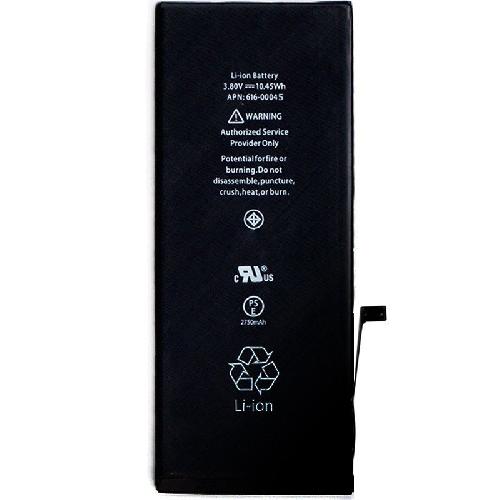 Li-ion Battery
3.80V⎓10.45Wh
APN:616-00045
WARNING
Authorized Service
Provider Only
Potential for fire or
burning.Do not
disassemble,puncture,
crush,heat,or burn.
c RU ® US
PS
E
2750mAh
Li-ion